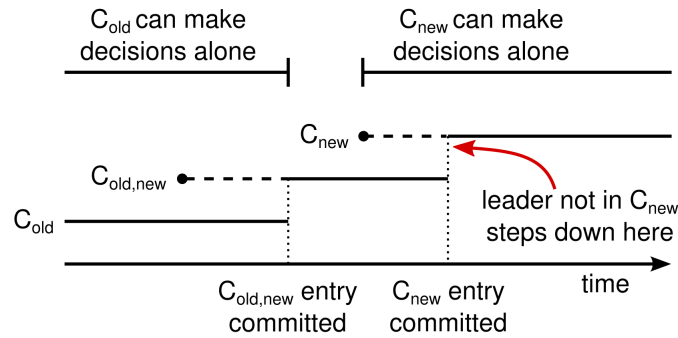 C_old can make
decisions alone
C_new can make
decisions alone
C_new
C_old,new
C_old
leader not in C_new
steps down here
time
C_old,new entry
committed
C_new entry
committed